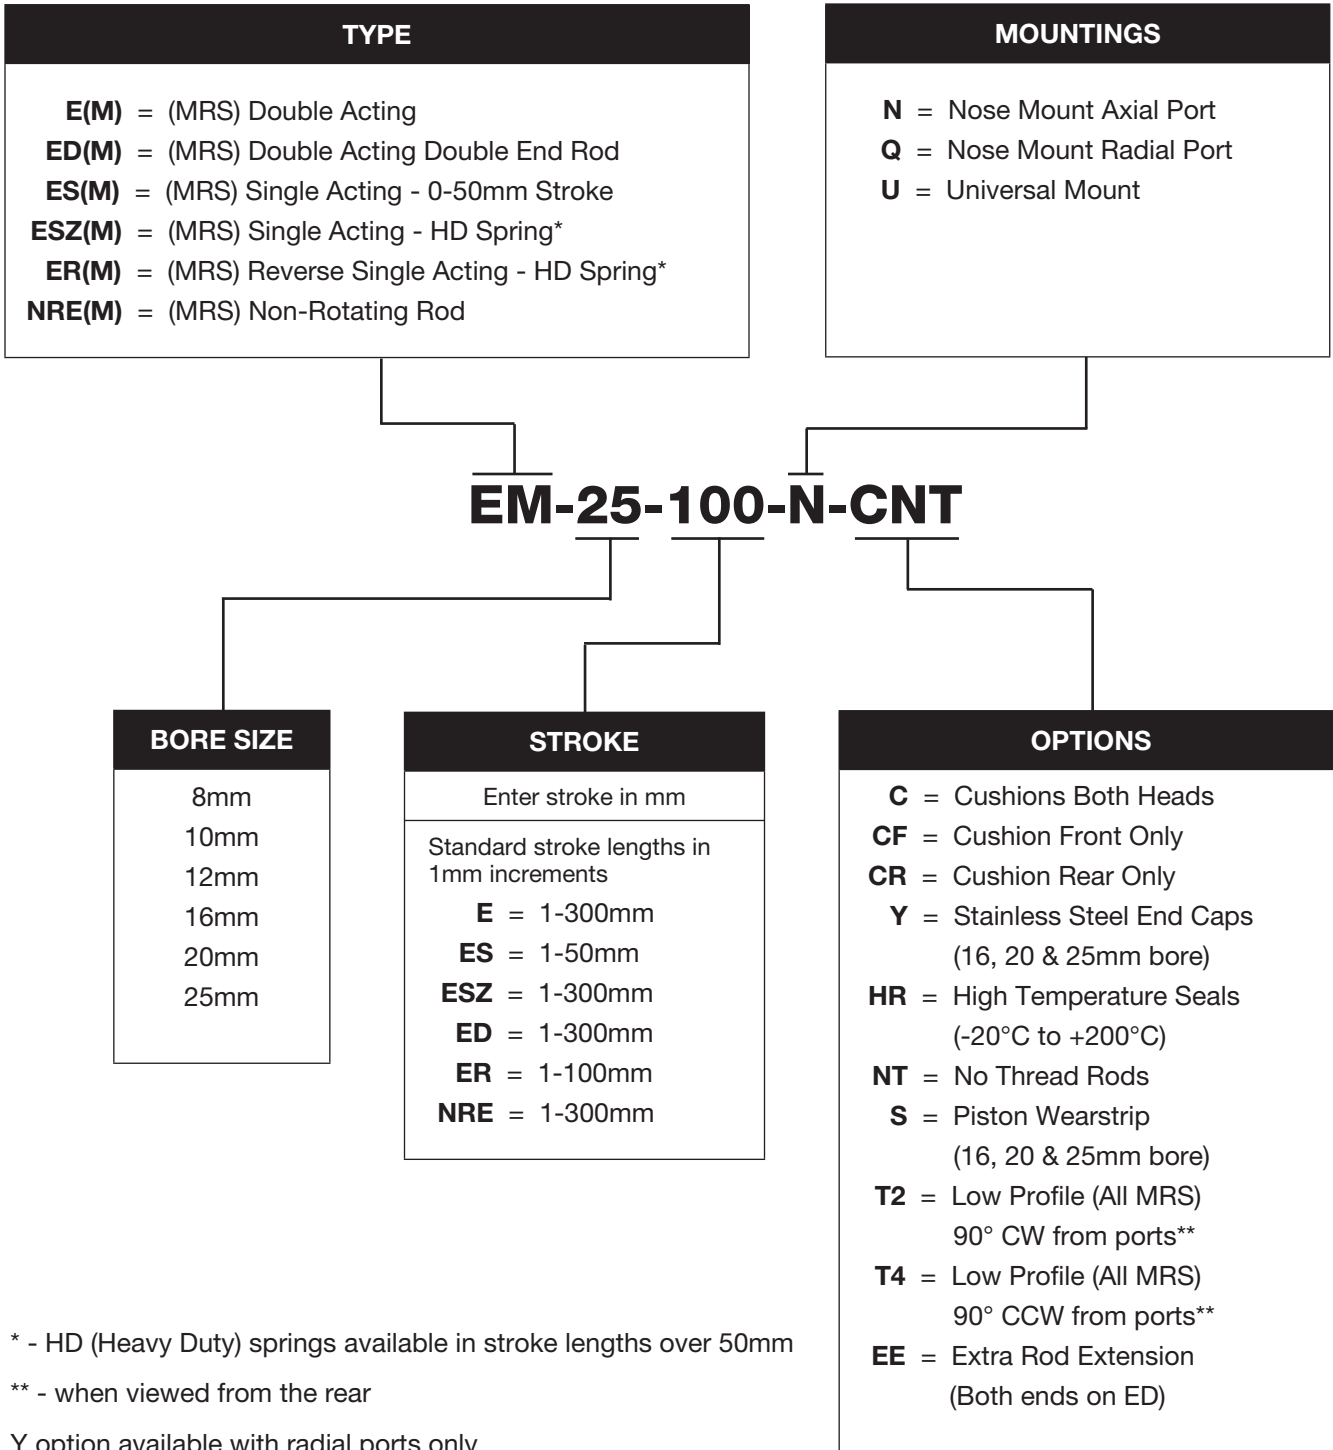 TYPE
E(M) = (MRS) Double Acting
ED(M) = (MRS) Double Acting Double End Rod
ES(M) = (MRS) Single Acting - 0-50mm Stroke
ESZ(M) = (MRS) Single Acting - HD Spring*
ER(M) = (MRS) Reverse Single Acting - HD Spring*
NRE(M) = (MRS) Non-Rotating Rod
MOUNTINGS
N = Nose Mount Axial Port
Q = Nose Mount Radial Port
U = Universal Mount
EM-25-100-N-CNT
BORE SIZE
8mm
10mm
12mm
16mm
20mm
25mm
STROKE
Enter stroke in mm
Standard stroke lengths in
1mm increments
E = 1-300mm
ES = 1-50mm
ESZ = 1-300mm
ED = 1-300mm
ER = 1-100mm
NRE = 1-300mm
OPTIONS
C = Cushions Both Heads
CF = Cushion Front Only
CR = Cushion Rear Only
Y = Stainless Steel End Caps
(16, 20 & 25mm bore)
HR = High Temperature Seals
(-20°C to +200°C)
NT = No Thread Rods
S = Piston Wearstrip
(16, 20 & 25mm bore)
T2 = Low Profile (All MRS)
90° CW from ports**
T4 = Low Profile (All MRS)
90° CCW from ports**
EE = Extra Rod Extension
(Both ends on ED)
* - HD (Heavy Duty) springs available in stroke lengths over 50mm
** - when viewed from the rear
Y option available with radial ports only